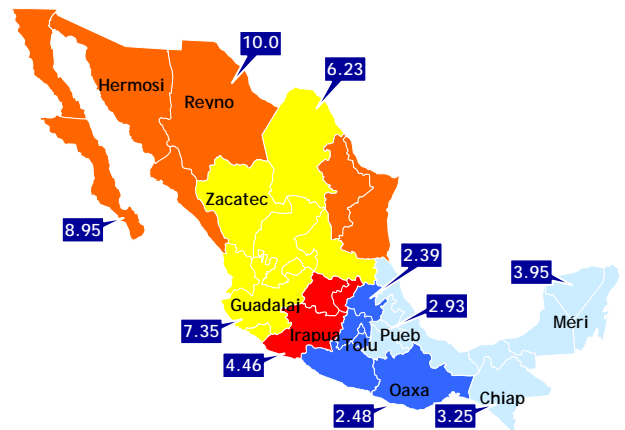 10.0
6.23
Hermosi
Reyno
Zacatec
8.95
2.39
3.95
2.93
Guadalaj
7.35
Irapua
Tolu
Pueb
Méri
4.46
Oaxa
Chiap
2.48
3.25